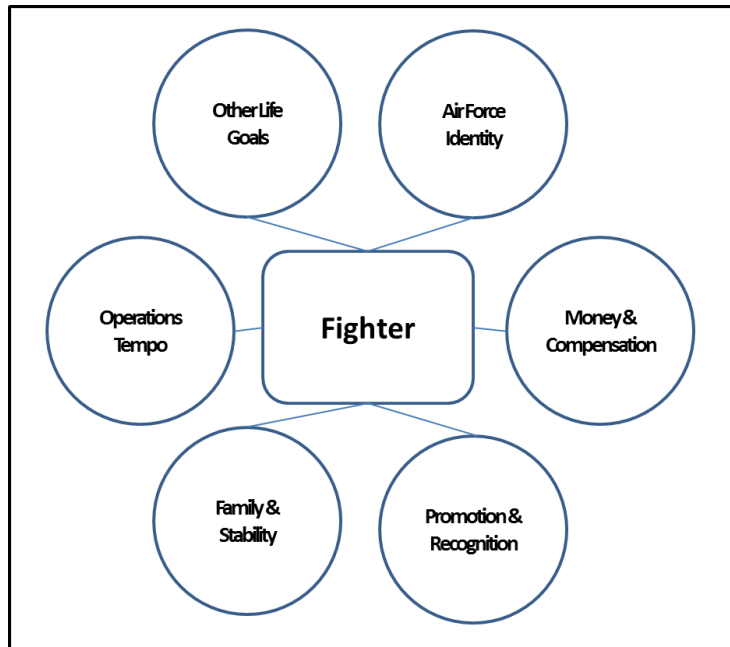 Other Life
Goals
Air Force
Identity
Operations
Tempo
Fighter
Money &
Compensation
Family &
Stability
Promotion &
Recognition